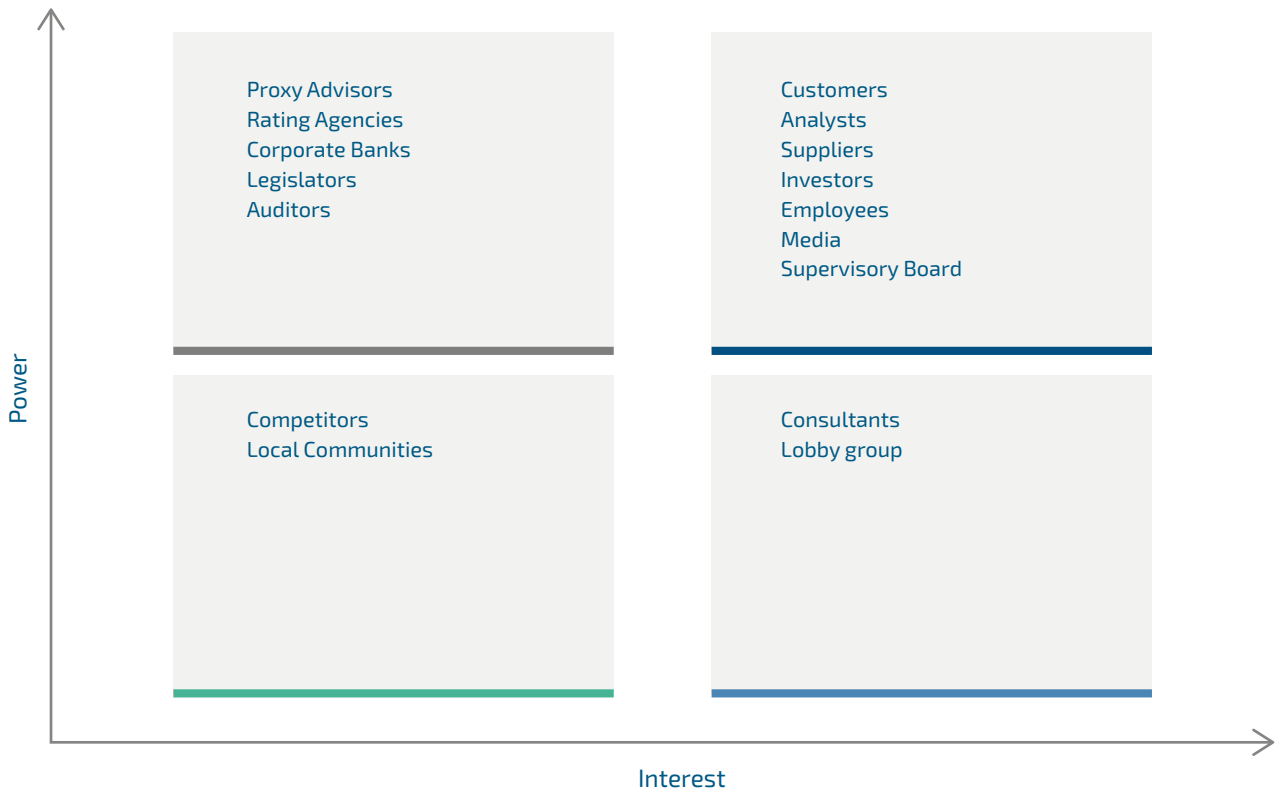 Power
Proxy Advisors
Rating Agencies
Corporate Banks
Legislators
Auditors
Customers
Analysts
Suppliers
Investors
Employees
Media
Supervisory Board
Competitors
Local Communities
Consultants
Lobby group
Interest